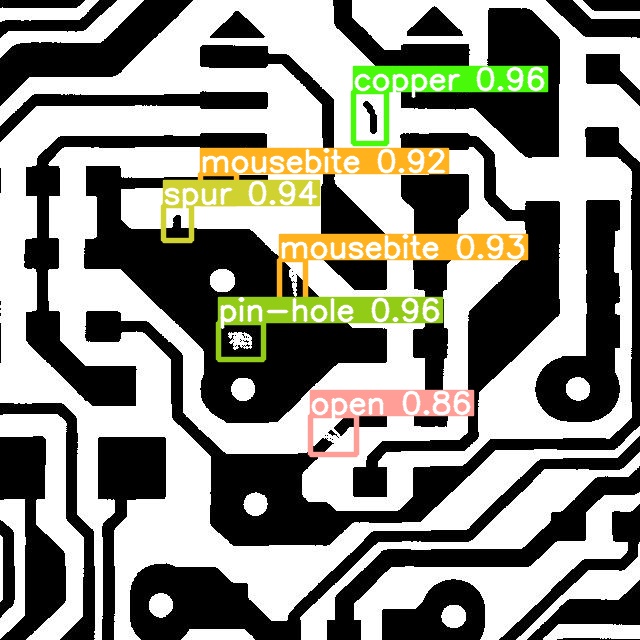 copper 0.96
mousebite 0.92
spur 0.94
mousebite 0.93
pin-hole 0.96
open 0.86